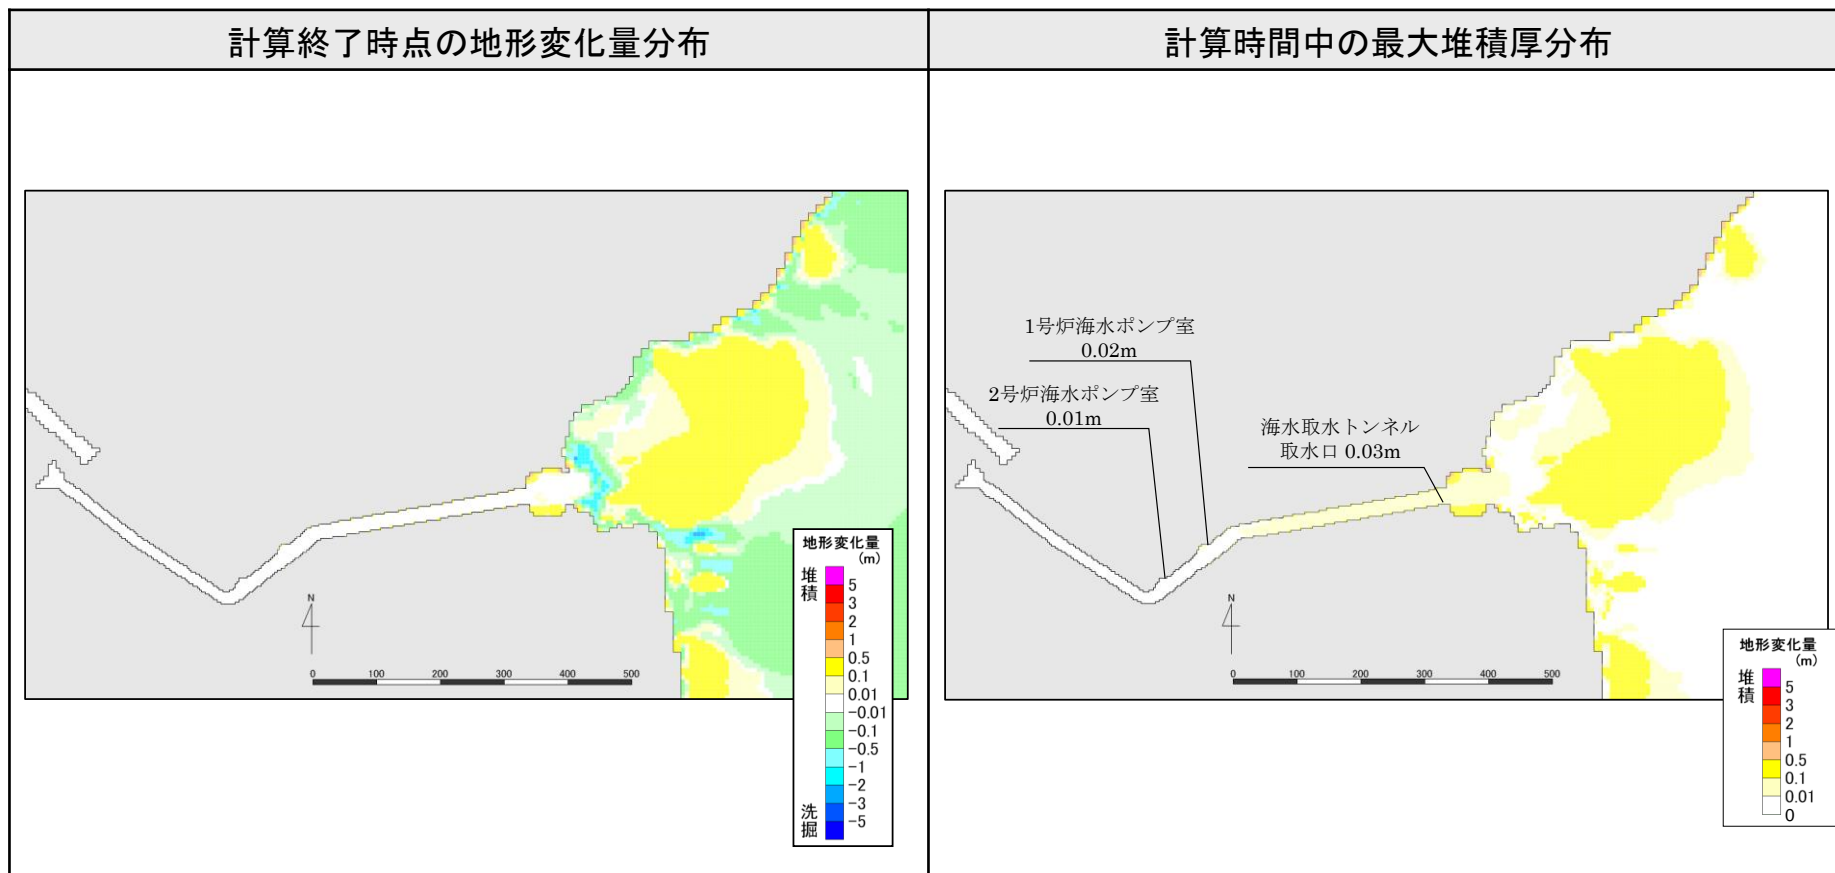 計算終了時点の地形変化量分布
計算時間中の最大堆積厚分布
地形変化量
(m)
堆積
5
3
2
1
0.5
0.1
0.01
-0.01
-0.1
-0.5
-1
-2
-3
-5
洗掘
N
0 100 200 300 400 500
1号炉海水ポンプ室
0.02m
2号炉海水ポンプ室
0.01m
海水取水トンネル
取水口 0.03m
N
0 100 200 300 400 500
地形変化量
(m)
堆積
5
3
2
1
0.5
0.1
0.01
0